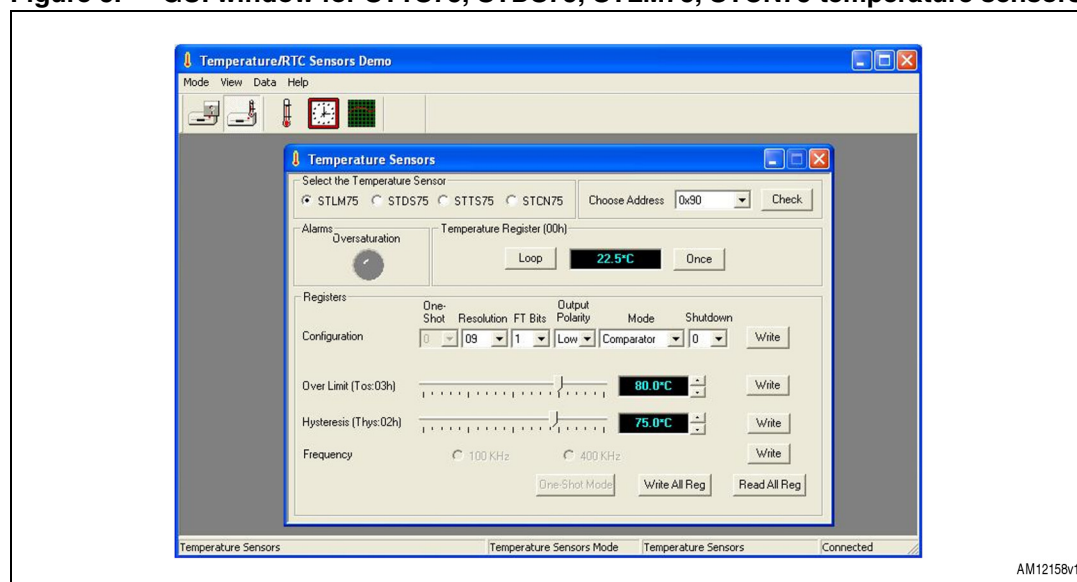 Temperature/RTC Sensors Demo
Mode View Data Help
Temperature Sensors
Select the Temperature Sensor
STLM75 STDS75 STTS75 STCN75 Choose Address 0x90 Check
Alarms Temperature Register (00h)
Oversaturation
Loop 22.5°C Once
Registers
One-Shot Resolution FT Bits Output Polarity Mode Shutdown
Configuration 0 09 1 Low Comparator 0 Write
Over Limit (Tos:03h) 80.0°C Write
Hysteresis (Thys:02h) 75.0°C Write
Frequency 100 KHz 400 KHz Write
One-Shot Mode Write All Reg Read All Reg
Temperature Sensors Temperature Sensors Mode Temperature Sensors Connected
AM12158v1